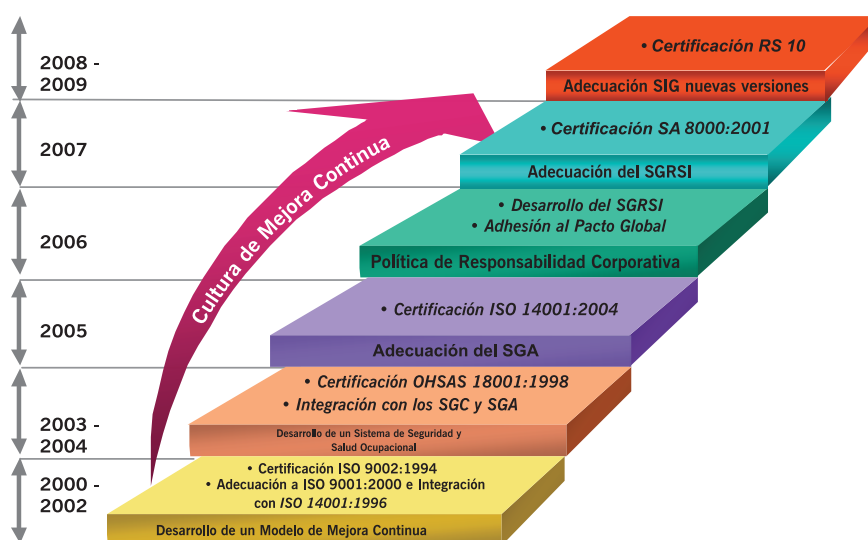 2008 -
2009
• Certificación RS 10
Adecuación SIG nuevas versiones
2007
• Certificación SA 8000:2001
Adecuación del SGRSI
2006
• Desarrollo del SGRSI
• Adhesión al Pacto Global
Política de Responsabilidad Corporativa
Cultura de Mejora Continua
2005
• Certificación ISO 14001:2004
Adecuación del SGA
2003 -
2004
• Certificación OHSAS 18001:1998
• Integración con los SGC y SGA
Desarrollo de un Sistema de Seguridad y
Salud Ocupacional
2000 -
2002
• Certificación ISO 9002:1994
• Adecuación a ISO 9001:2000 e Integración
con ISO 14001:1996
Desarrollo de un Modelo de Mejora Continua